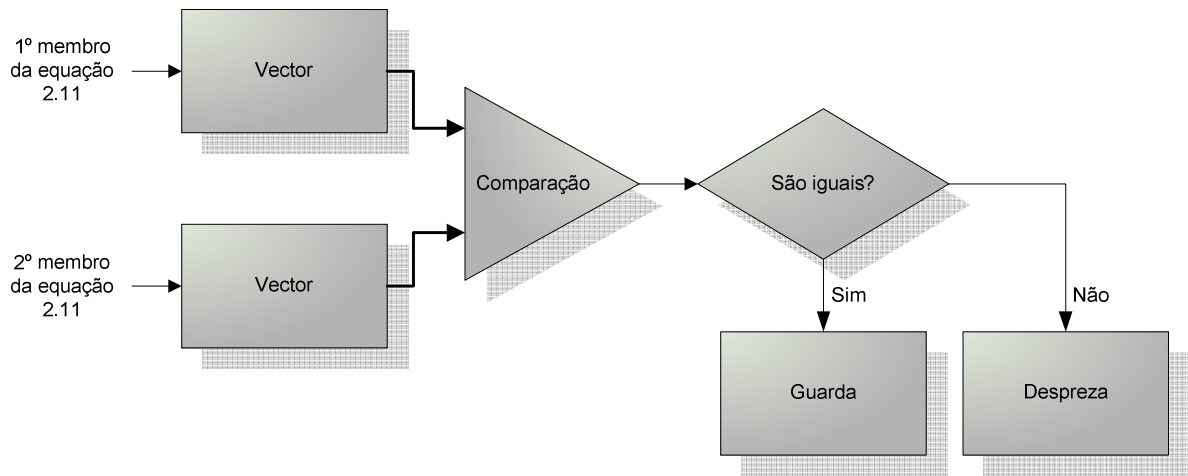 1º membro
da equação
2.11
Vector
Comparação
São iguais?
2º membro
da equação
2.11
Vector
Sim
Não
Guarda
Despreza